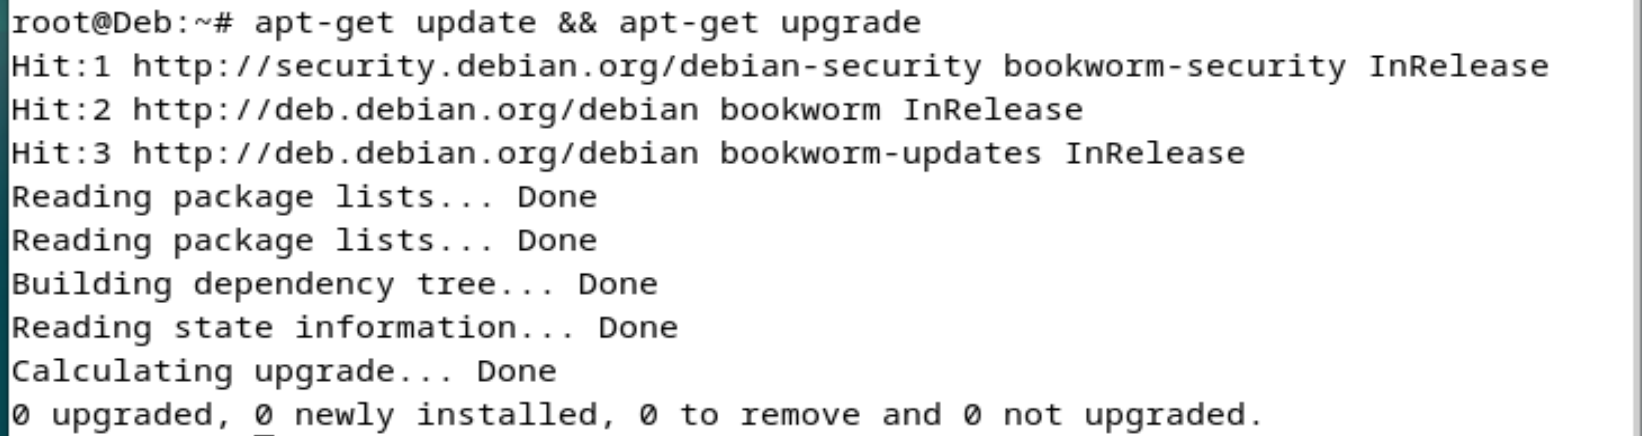 root@Deb:~# apt-get update && apt-get upgrade
Hit:1 http://security.debian.org/debian-security bookworm-security InRelease
Hit:2 http://deb.debian.org/debian bookworm InRelease
Hit:3 http://deb.debian.org/debian bookworm-updates InRelease
Reading package lists... Done
Reading package lists... Done
Building dependency tree... Done
Reading state information... Done
Calculating upgrade... Done
0 upgraded, 0 newly installed, 0 to remove and 0 not upgraded.